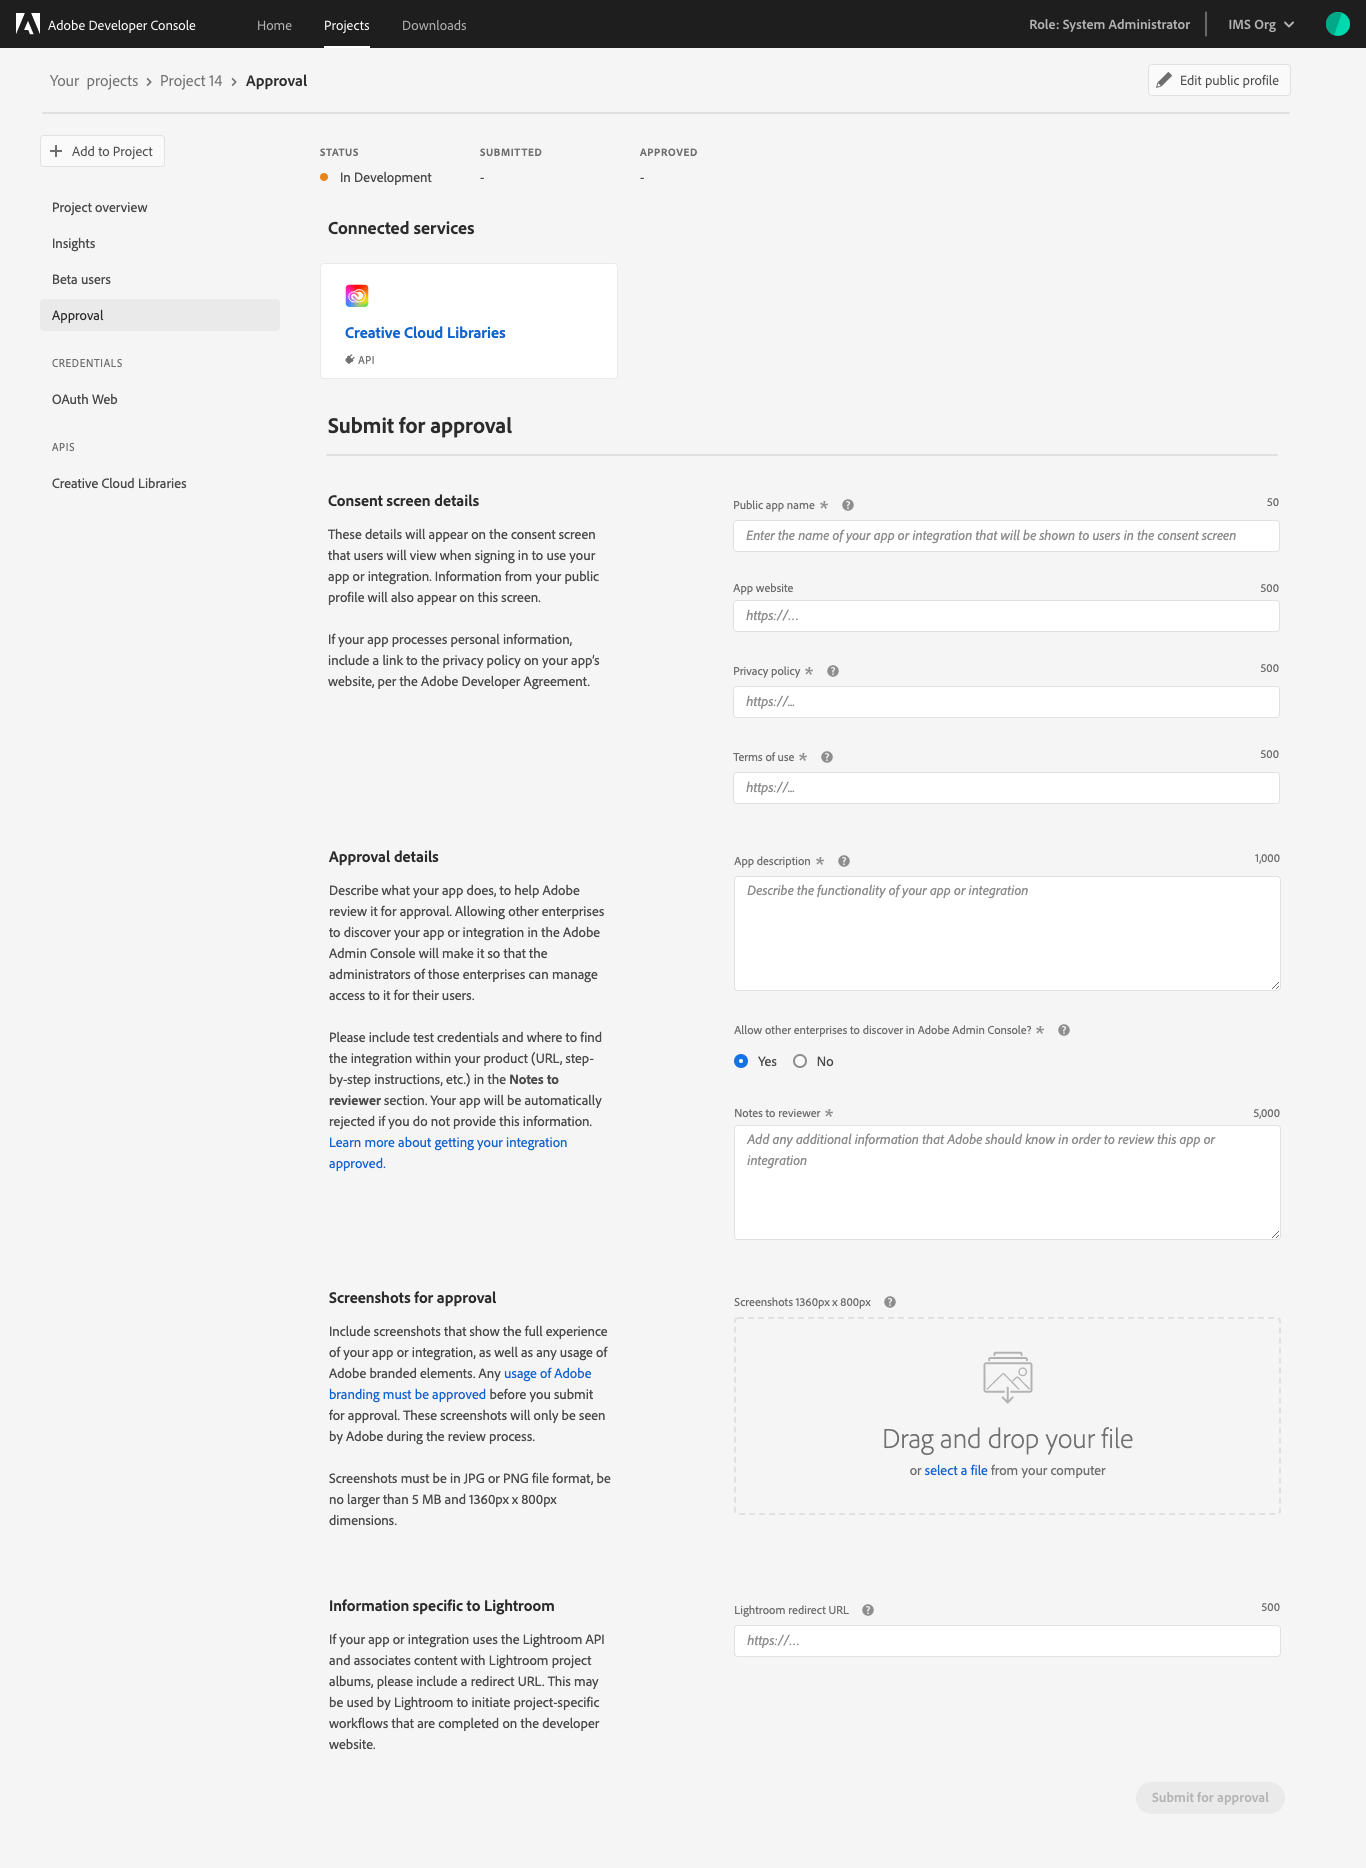 Adobe Developer Console
Home
Projects
Downloads
Role: System Administrator
IMS Org
Your projects > Project 14 > Approval
Edit public profile
Add to Project
Project overview
Insights
Beta users
Approval
CREDENTIALS
OAuth Web
APIS
Creative Cloud Libraries
STATUS
In Development
SUBMITTED
-
APPROVED
-
Connected services
Creative Cloud Libraries
API
Submit for approval
Consent screen details
These details will appear on the consent screen
that users will view when signing in to use your
app or integration. Information from your public
profile will also appear on this screen.
If your app processes personal information,
include a link to the privacy policy on your app's
website, per the Adobe Developer Agreement.
Public app name * ?
50
Enter the name of your app or integration that will be shown to users in the consent screen
App website
500
https://…
Privacy policy * ?
500
https://...
Terms of use * ?
500
https://...
Approval details
Describe what your app does, to help Adobe
review it for approval. Allowing other enterprises
to discover your app or integration in the Adobe
Admin Console will make it so that the
administrators of those enterprises can manage
access to it for their users.
Please include test credentials and where to find
the integration within your product (URL, step-
by-step instructions, etc.) in the Notes to
reviewer section. Your app will be automatically
rejected if you do not provide this information.
Learn more about getting your integration
approved.
App description * ?
1,000
Describe the functionality of your app or integration
Allow other enterprises to discover in Adobe Admin Console? * ?
Yes
No
Notes to reviewer *
5,000
Add any additional information that Adobe should know in order to review this app or
integration
Screenshots for approval
Include screenshots that show the full experience
of your app or integration, as well as any usage of
Adobe branded elements. Any usage of Adobe
branding must be approved before you submit
for approval. These screenshots will only be seen
by Adobe during the review process.
Screenshots must be in JPG or PNG file format, be
no larger than 5 MB and 1360px x 800px
dimensions.
Screenshots 1360px x 800px ?
Drag and drop your file
or select a file from your computer
Information specific to Lightroom
If your app or integration uses the Lightroom API
and associates content with Lightroom project
albums, please include a redirect URL. This may
be used by Lightroom to initiate project-specific
workflows that are completed on the developer
website.
Lightroom redirect URL ?
500
https://…
Submit for approval